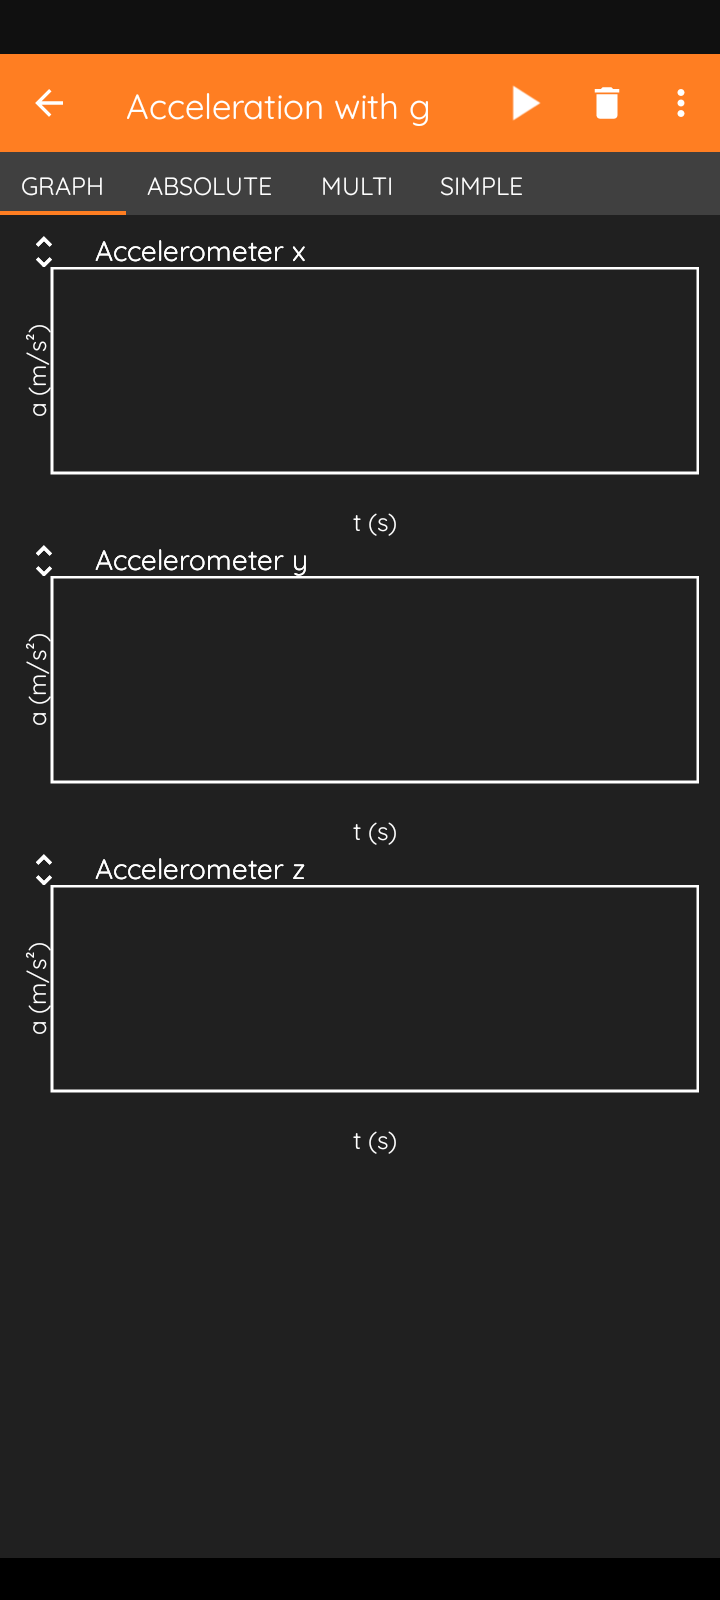 Acceleration with g
GRAPH ABSOLUTE MULTI SIMPLE
Accelerometer x
a (m/s²)
t (s)
Accelerometer y
a (m/s²)
t (s)
Accelerometer z
a (m/s²)
t (s)